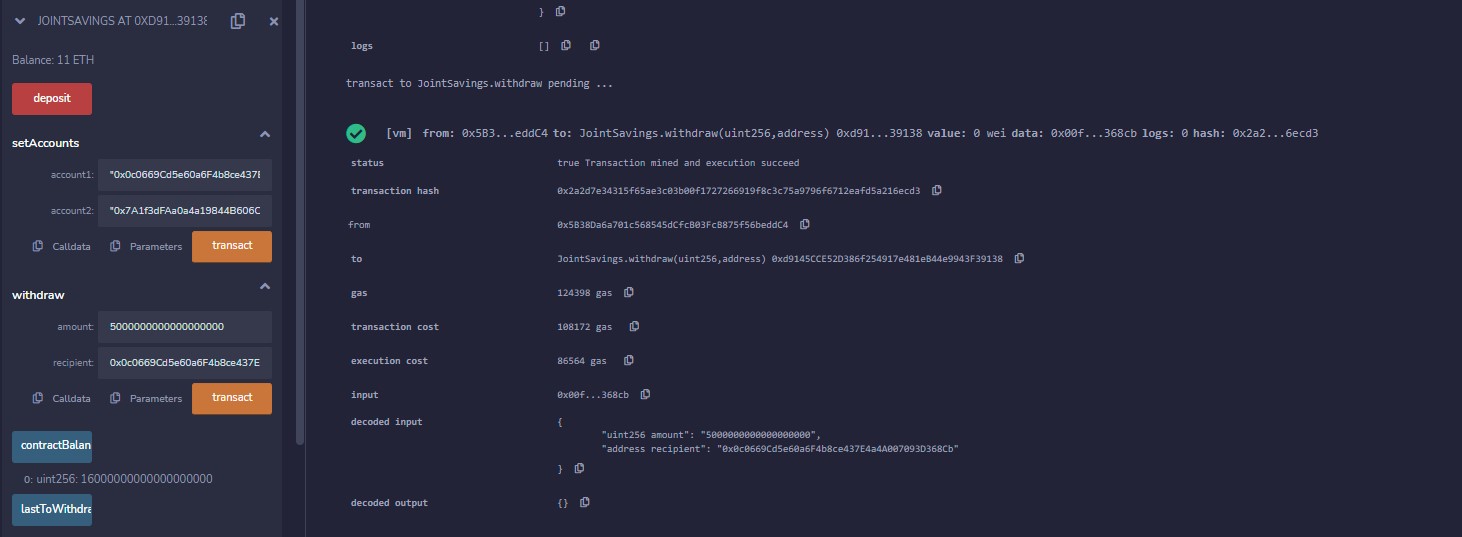 JOINTSAVINGS AT 0XD91...39138
Balance: 11 ETH
deposit
setAccounts
account1: "0x0c0669Cd5e60a6F4b8ce437E
account2: "0x7A1f3dFAa0a4a19844B606C
Calldata Parameters transact
withdraw
amount: 5000000000000000000
recipient: 0x0c0669Cd5e60a6F4b8ce437E
Calldata Parameters transact
contractBalan
0: uint256: 16000000000000000000
lastToWithdra
}
logs []
transact to JointSavings.withdraw pending ...
[vm] from: 0x5B3...eddC4 to: JointSavings.withdraw(uint256,address) 0xd91...39138 value: 0 wei data: 0x00f...368cb logs: 0 hash: 0x2a2...6ecd3
status true Transaction mined and execution succeed
transaction hash 0x2a2d7e34315f65ae3c03b00f1727266919f8c3c75a9796f6712eafd5a216ecd3
from 0x5B38Da6a701c568545dCfcB03FcB875f56beddC4
to JointSavings.withdraw(uint256,address) 0xd9145CCE52D386f254917e481eB44e9943F39138
gas 124398 gas
transaction cost 108172 gas
execution cost 86564 gas
input 0x00f...368cb
decoded input {
"uint256 amount": "5000000000000000000",
"address recipient": "0x0c0669Cd5e60a6F4b8ce437E4a4A007093D368Cb"
}
decoded output {}